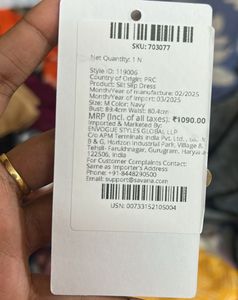 SKU: 703077
Net Quantity: 1 N
Style ID: 119006
Country of Origin: PRC
Product: Slit Slip Dress
Month/Year of manufacture: 02/2025
Month/Year of import: 03/2025
Size: M Color: Navy
Bust: 89.4cm Waist: 80.4cm
MRP (Incl. of all taxes): ₹1090.00
Imported & Marketed By:
ENVOGUE STYLES GLOBAL LLP
C/o APM Terminals India Pvt. Ltd.,
B & G, Horizon Industrial Park, Village &
Tehsil- Farukhnagar, Gurugram, Haryana
122506, India
For Customer Complaints Contact:
Same as Importer's Address
Phone: +91-8448290500
Email: support@savana.com
USN: 00733152105004